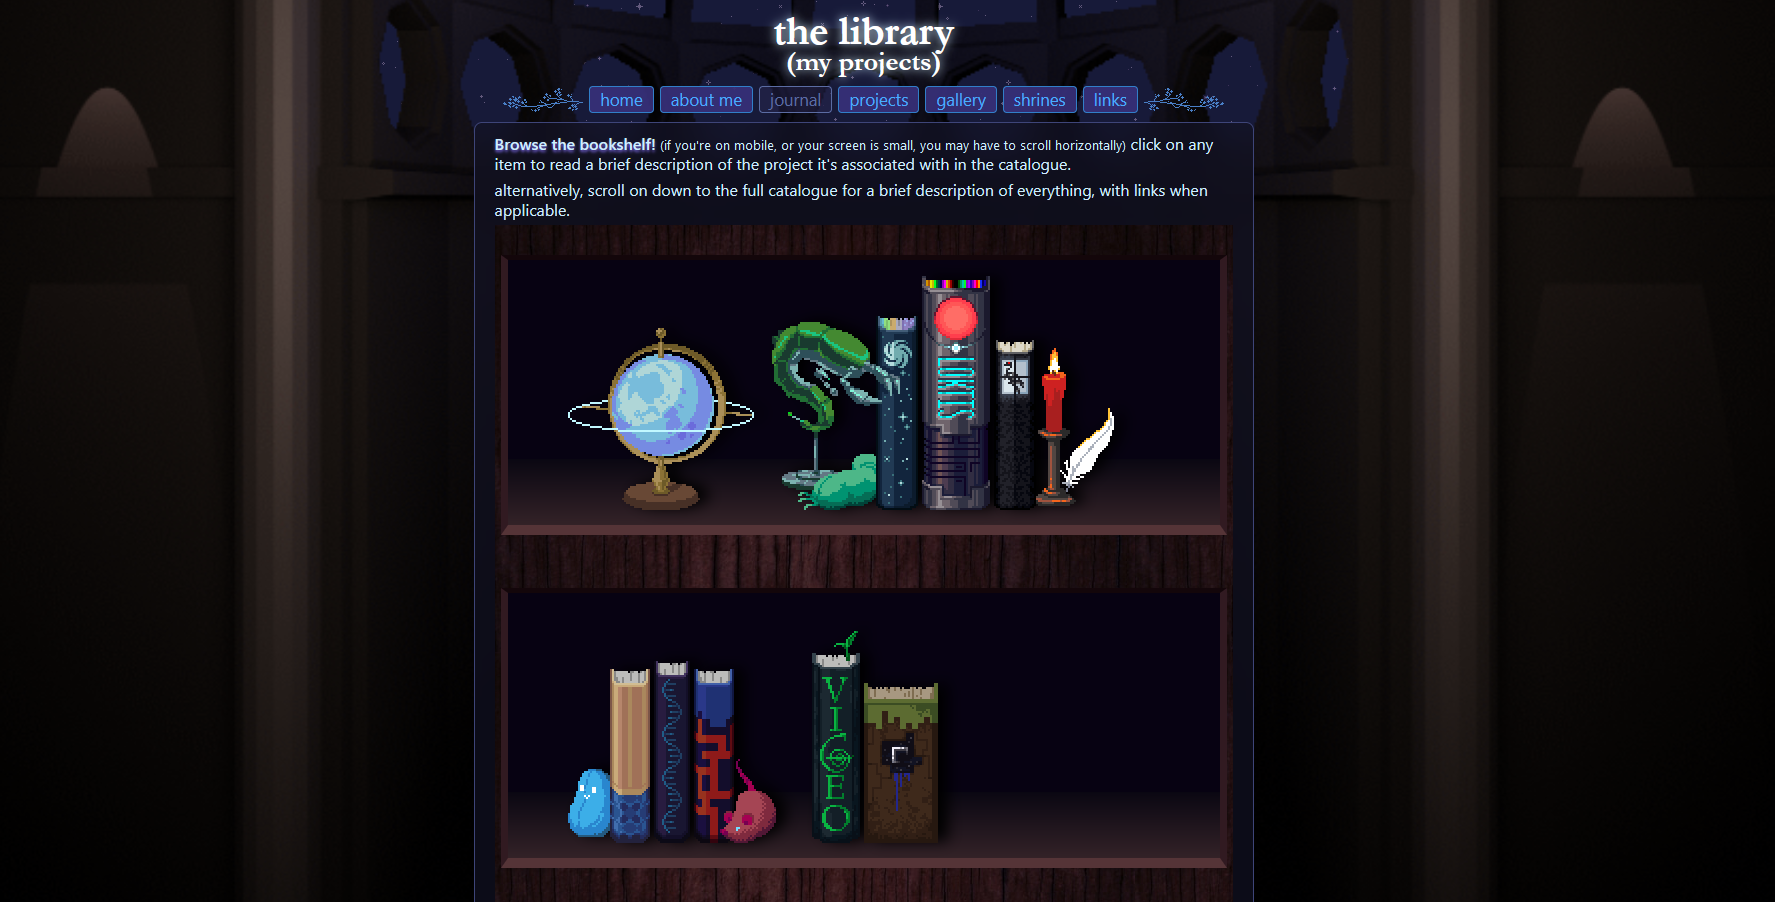 the library
(my projects)
home about me journal projects gallery shrines links
Browse the bookshelf! (if you're on mobile, or your screen is small, you may have to scroll horizontally) click on any
item to read a brief description of the project it's associated with in the catalogue.
alternatively, scroll on down to the full catalogue for a brief description of everything, with links when
applicable.
VICEO